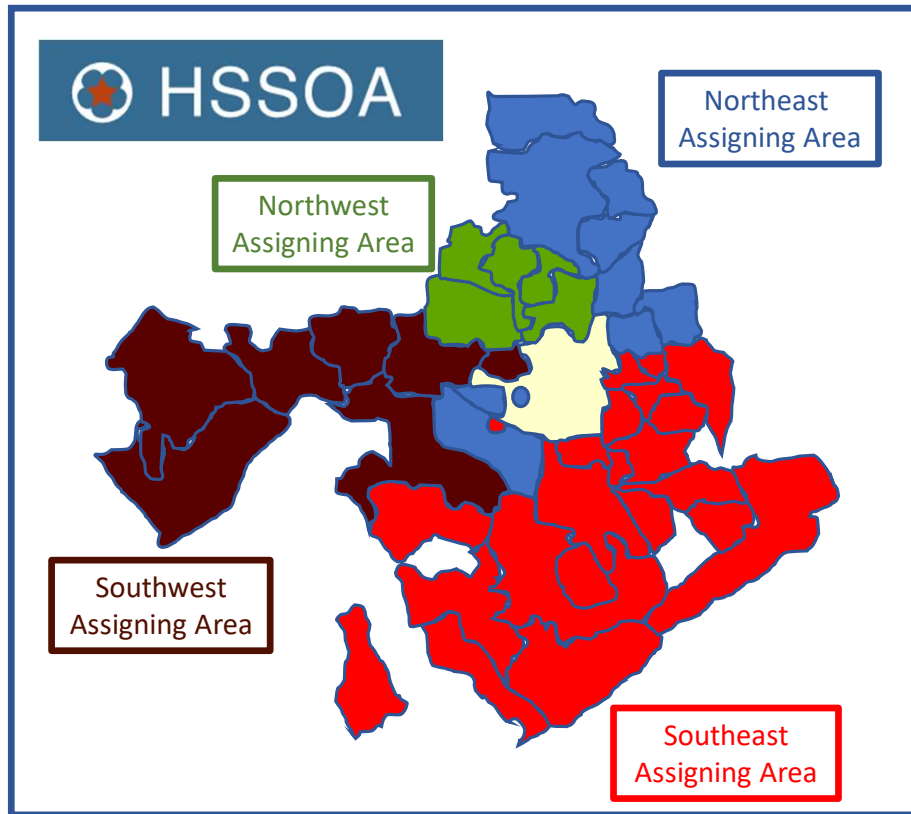 HSSOA
Northeast
Assigning Area
Northwest
Assigning Area
Southwest
Assigning Area
Southeast
Assigning Area